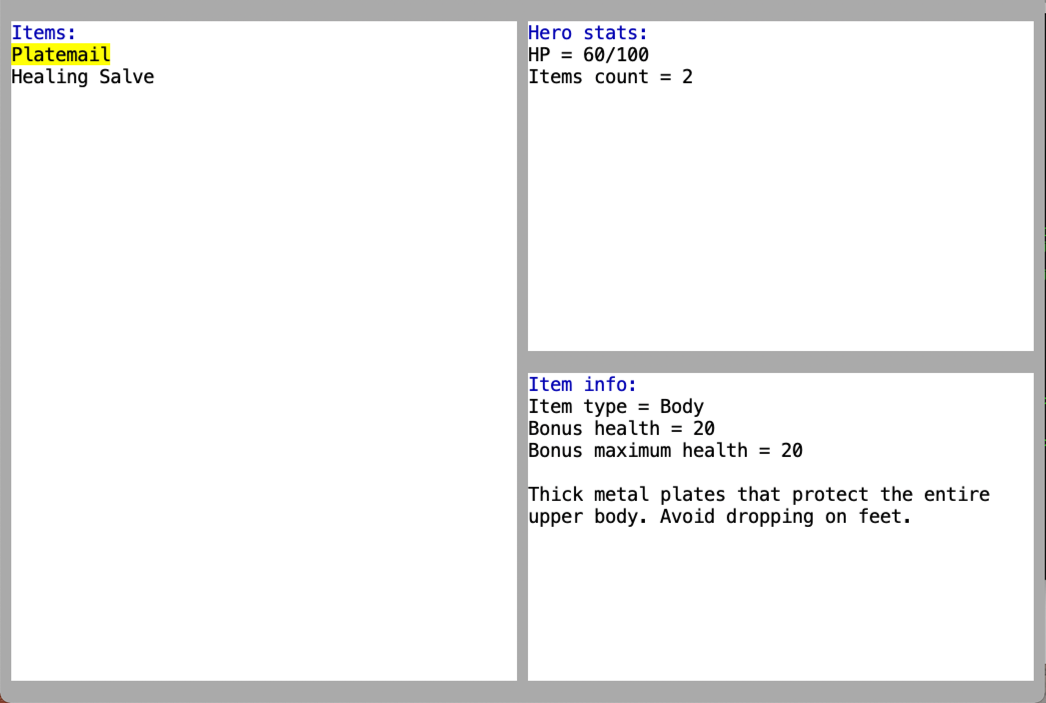 Items:
Platemail
Healing Salve
Hero stats:
HP = 60/100
Items count = 2
Item info:
Item type = Body
Bonus health = 20
Bonus maximum health = 20
Thick metal plates that protect the entire
upper body. Avoid dropping on feet.